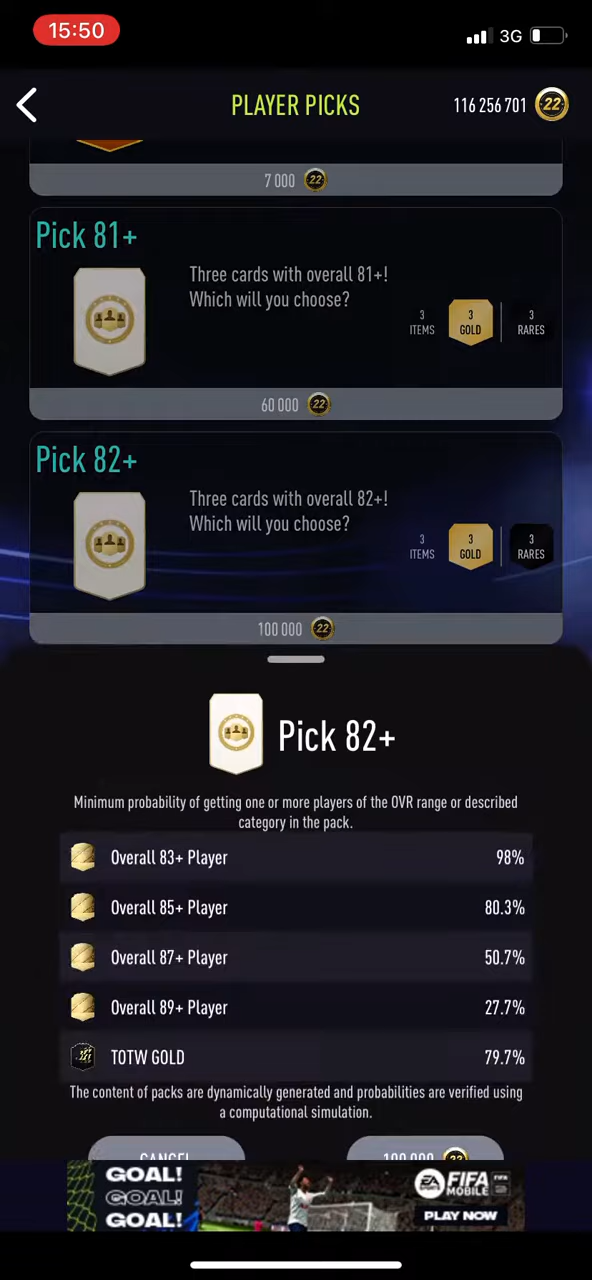 15:50
3G
PLAYER PICKS
116 256 701
22
7 000
22
Pick 81+
Three cards with overall 81+!
Which will you choose?
3
ITEMS
3
GOLD
3
RARES
60 000
22
Pick 82+
Three cards with overall 82+!
Which will you choose?
3
ITEMS
3
GOLD
3
RARES
100 000
22
Pick 82+
Minimum probability of getting one or more players of the OVR range or described
category in the pack.
Overall 83+ Player
98%
Overall 85+ Player
80.3%
Overall 87+ Player
50.7%
Overall 89+ Player
27.7%
TOTW GOLD
79.7%
The content of packs are dynamically generated and probabilities are verified using
a computational simulation.
CANCEL
100 000
22
GOAL!
GOAL!
GOAL!
EA SPORTS
FIFA
MOBILE
PLAY NOW